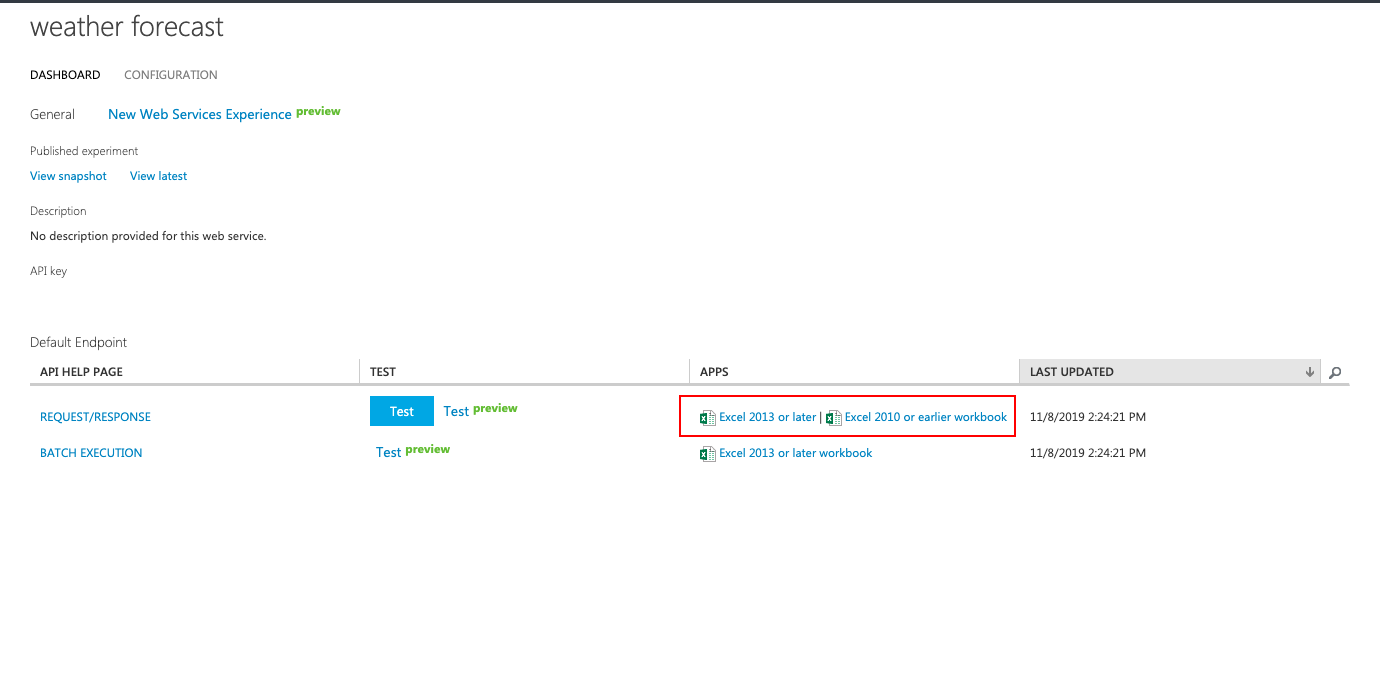 weather forecast
DASHBOARD CONFIGURATION
General New Web Services Experience preview
Published experiment
View snapshot View latest
Description
No description provided for this web service.
API key
Default Endpoint
API HELP PAGE TEST APPS LAST UPDATED
REQUEST/RESPONSE Test Test preview Excel 2013 or later | Excel 2010 or earlier workbook 11/8/2019 2:24:21 PM
BATCH EXECUTION Test preview Excel 2013 or later workbook 11/8/2019 2:24:21 PM